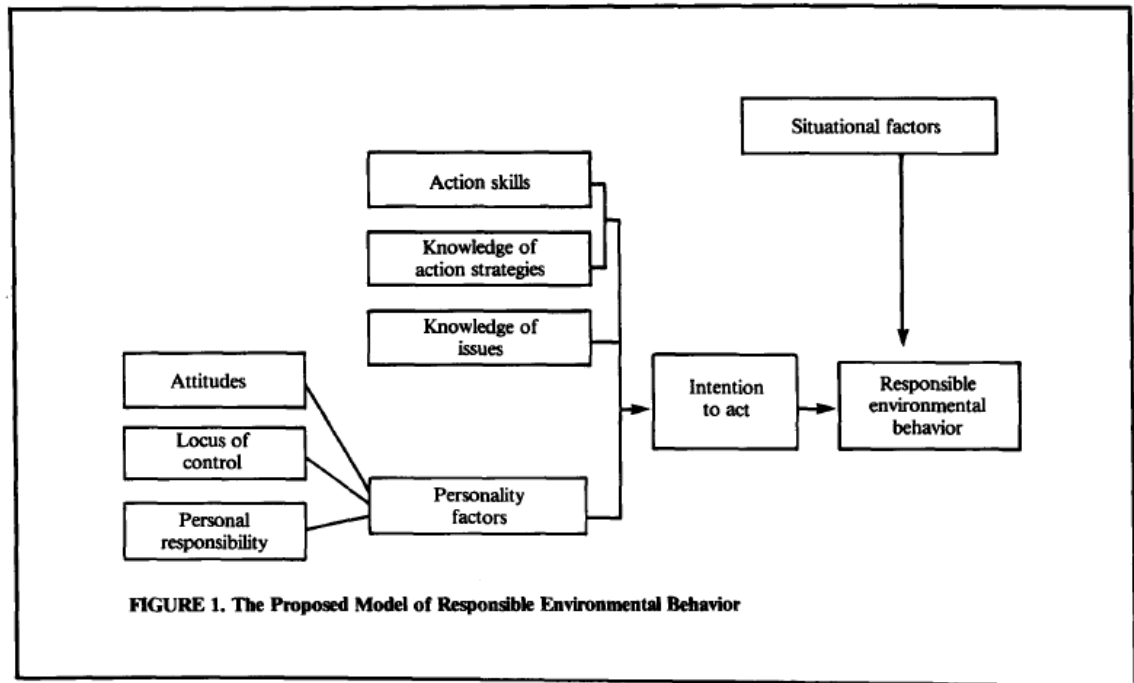 Situational factors
Action skills
Knowledge of
action strategies
Knowledge of
issues
Attitudes
Locus of
control
Personal
responsibility
Personality
factors
Intention
to act
Responsible
environmental
behavior
FIGURE 1. The Proposed Model of Responsible Environmental Behavior